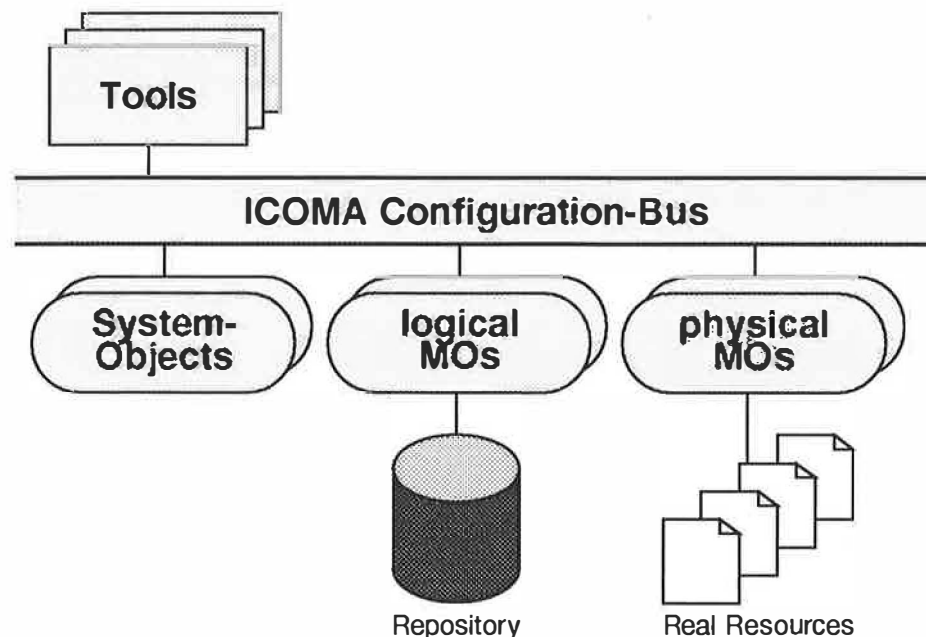 Tools
ICOMA Configuration-Bus
System-
Objects
logical
MOs
physical
MOs
Repository
Real Resources